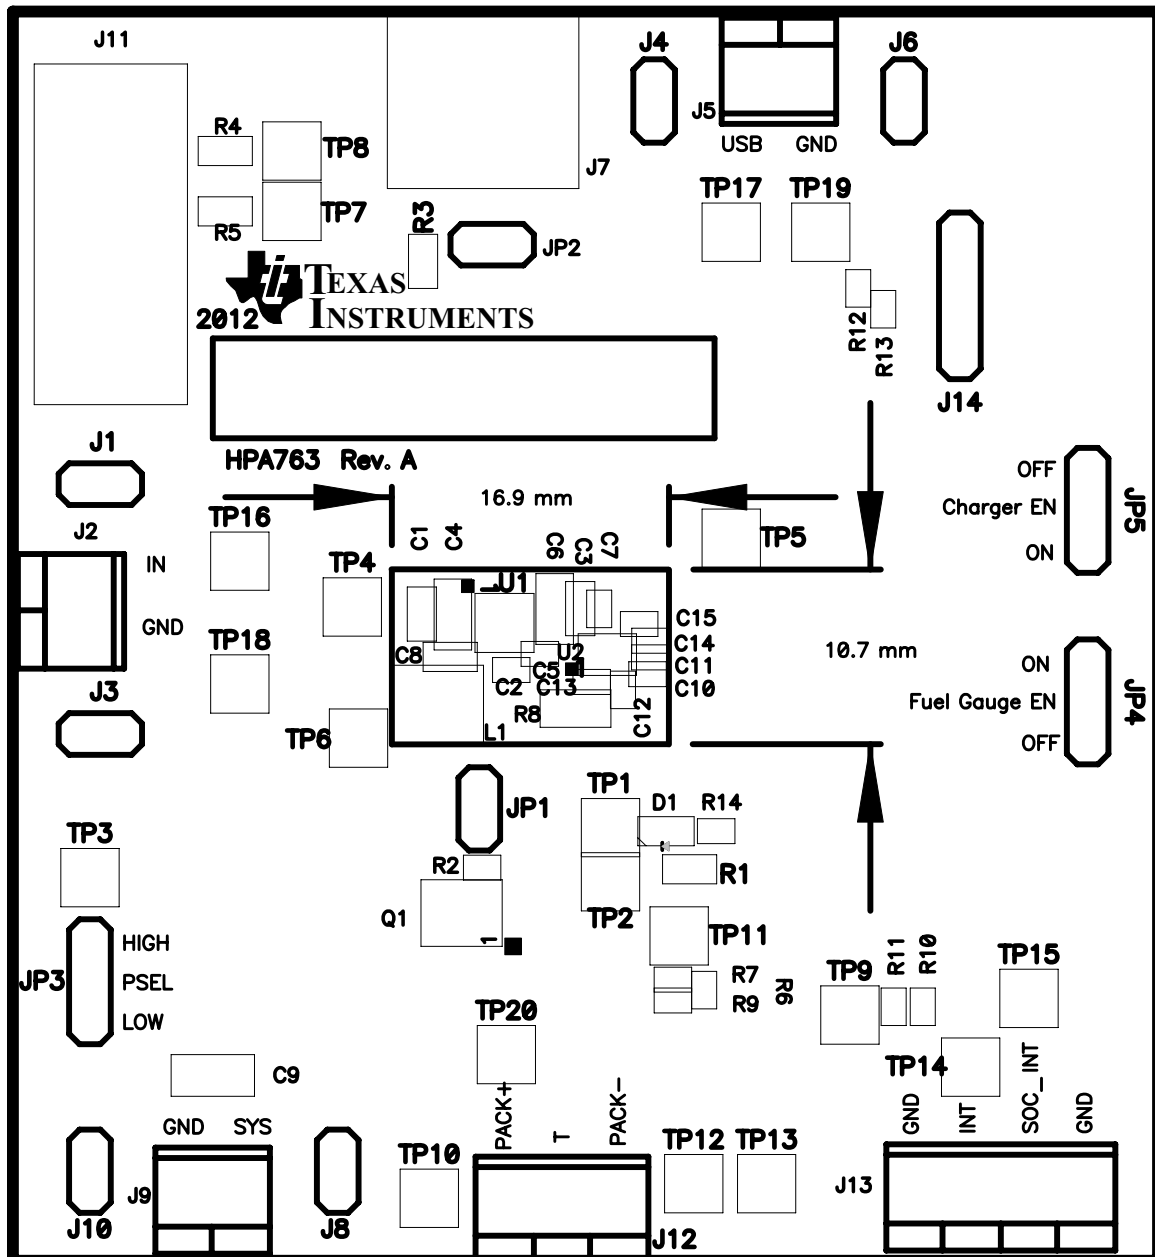 J11
J4
J6
J5
USB GND
R4
TP8
J7
TP17 TP19
TP7
R5
R3
JP2
TEXAS
INSTRUMENTS
2012
R12
R13
J14
J1
HPA763 Rev. A
16.9 mm
OFF
Charger EN
ON
JP5
J2
IN
GND
TP16
TP4
C1
C4
C6
C3
C7
TP5
U1
C15
C14
C11
C10
C8
U2
C5
C2
C13
R8
C12
L1
10.7 mm
ON
Fuel Gauge EN
OFF
JP4
TP18
J3
TP6
JP1
TP1
D1
R14
R2
R1
TP3
Q1
1
TP2
TP11
HIGH
JP3 PSEL
LOW
R7
R9
R6
TP9
R11
R10
TP15
TP20
TP14
C9
GND SYS
PACK+
T
PACK-
GND
INT
SOC_INT
GND
TP10
TP12 TP13
J9
J10
J8
J12
J13